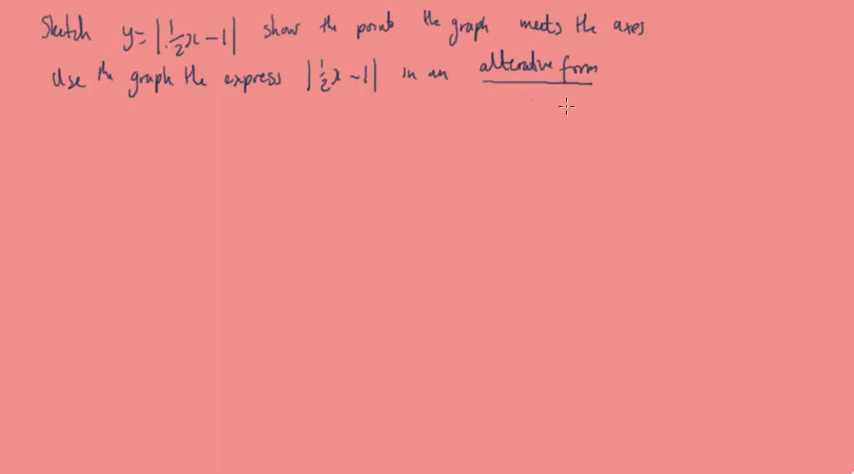 Sketch y = |1/2x - 1| show the points the graph meets the axes
Use the graph the express |1/2x - 1| in an alterative form